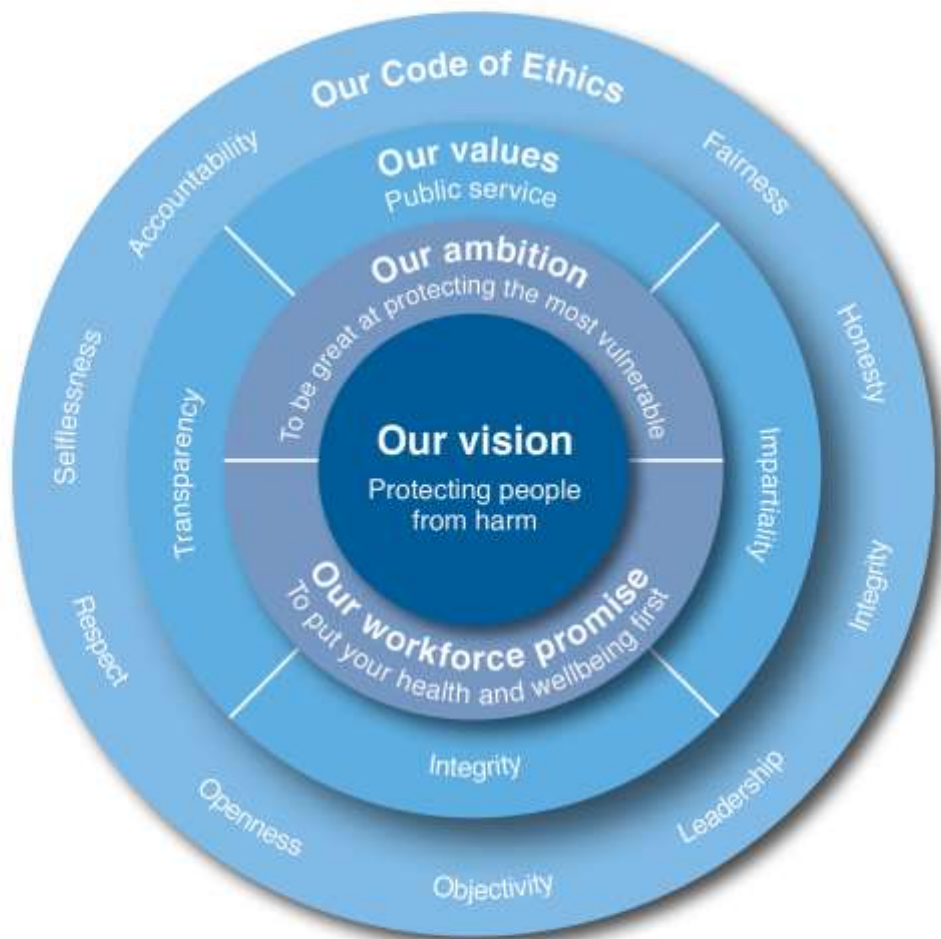 Our Code of Ethics
Accountability
Fairness
Honesty
Integrity
Leadership
Objectivity
Openness
Respect
Selflessness
Our values
Public service
Impartiality
Integrity
Transparency
Our ambition
To be great at protecting the most vulnerable
Our vision
Protecting people
from harm
Our workforce promise
To put your health and wellbeing first